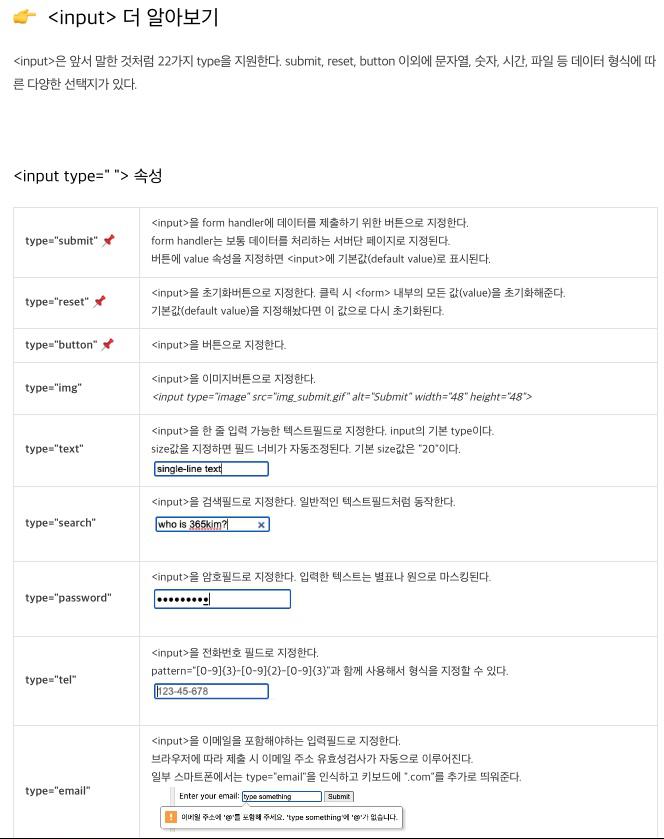 👉 <input> 더 알아보기
<input>은 앞서 말한 것처럼 22가지 type을 지원한다. submit, reset, button 이외에 문자열, 숫자, 시간, 파일 등 데이터 형식에 따
른 다양한 선택지가 있다.
<input type=" "> 속성
type="submit" 📌
<input>을 form handler에 데이터를 제출하기 위한 버튼으로 지정한다.
form handler는 보통 데이터를 처리하는 서버단 페이지로 지정된다.
버튼에 value 속성을 지정하면 <input>에 기본값(default value)로 표시된다.
type="reset" 📌
<input>을 초기화버튼으로 지정한다. 클릭 시 <form> 내부의 모든 값(value)을 초기화해준다.
기본값(default value)을 지정해놨다면 이 값으로 다시 초기화된다.
type="button" 📌
<input>을 버튼으로 지정한다.
type="img"
<input>을 이미지버튼으로 지정한다.
<input type="image" src="img_submit.gif" alt="Submit" width="48" height="48">
type="text"
<input>을 한 줄 입력 가능한 텍스트필드로 지정한다. input의 기본 type이다.
size값을 지정하면 필드 너비가 자동조정된다. 기본 size값은 "20"이다.
single-line text
type="search"
<input>을 검색필드로 지정한다. 일반적인 텍스트필드처럼 동작한다.
who is 365kim? ×
type="password"
<input>을 암호필드로 지정한다. 입력한 텍스트는 별표나 원으로 마스킹된다.
•••••••••
type="tel"
<input>을 전화번호 필드로 지정한다.
pattern="[0-9]{3}-[0-9]{2}-[0-9]{3}"과 함께 사용해서 형식을 지정할 수 있다.
123-45-678
type="email"
<input>을 이메일을 포함해야하는 입력필드로 지정한다.
브라우저에 따라 제출 시 이메일 주소 유효성검사가 자동으로 이루어진다.
일부 스마트폰에서는 type="email"을 인식하고 키보드에 ".com"를 추가로 띄워준다.
Enter your email: type something Submit
! 이메일 주소에 '@'를 포함해 주세요. 'type something'에 '@'가 없습니다.